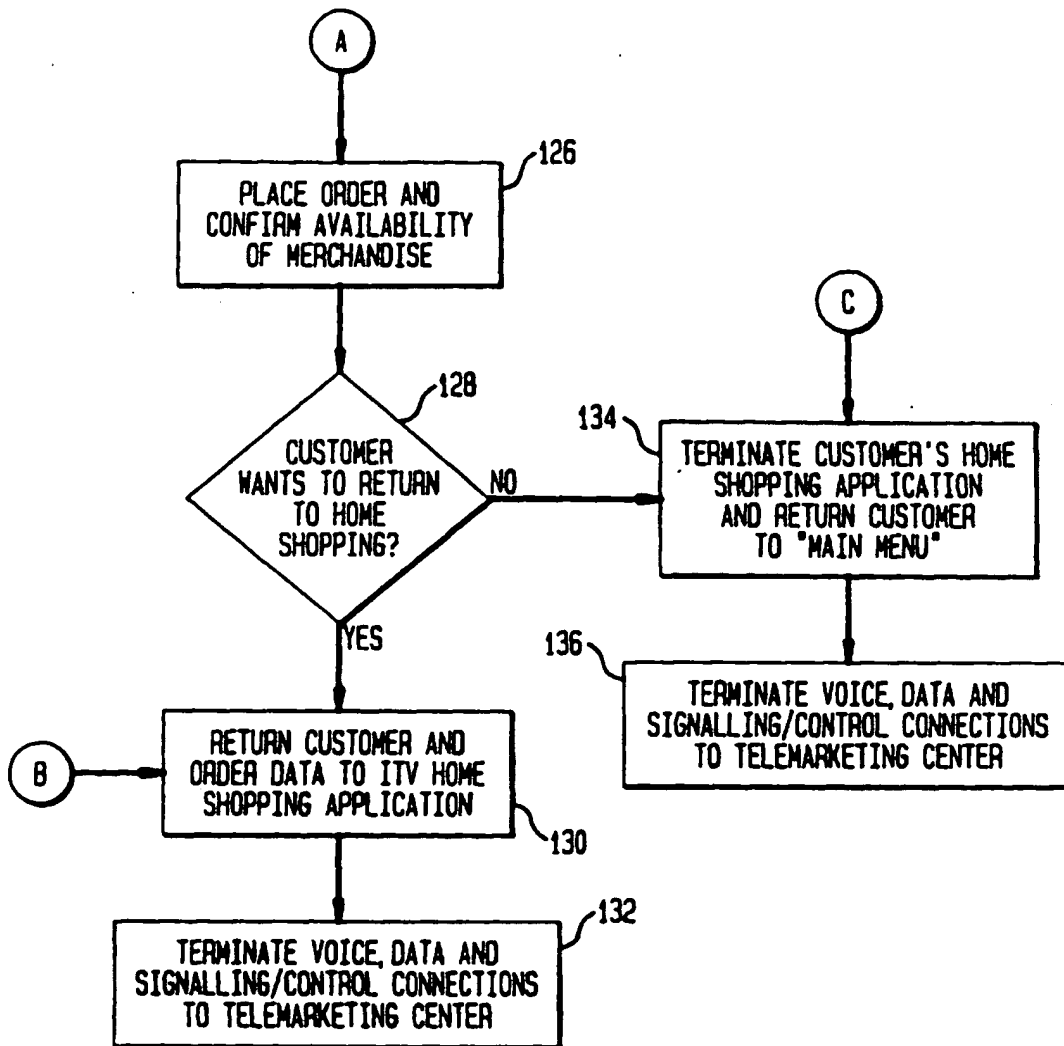 A
126
PLACE ORDER AND
CONFIRM AVAILABILITY
OF MERCHANDISE
128
CUSTOMER
WANTS TO RETURN
TO HOME
SHOPPING?
NO
YES
C
134
TERMINATE CUSTOMER'S HOME
SHOPPING APPLICATION
AND RETURN CUSTOMER
TO "MAIN MENU"
136
TERMINATE VOICE, DATA AND
SIGNALLING/CONTROL CONNECTIONS
TO TELEMARKETING CENTER
B
RETURN CUSTOMER AND
ORDER DATA TO ITV HOME
SHOPPING APPLICATION
130
132
TERMINATE VOICE, DATA AND
SIGNALLING/CONTROL CONNECTIONS
TO TELEMARKETING CENTER